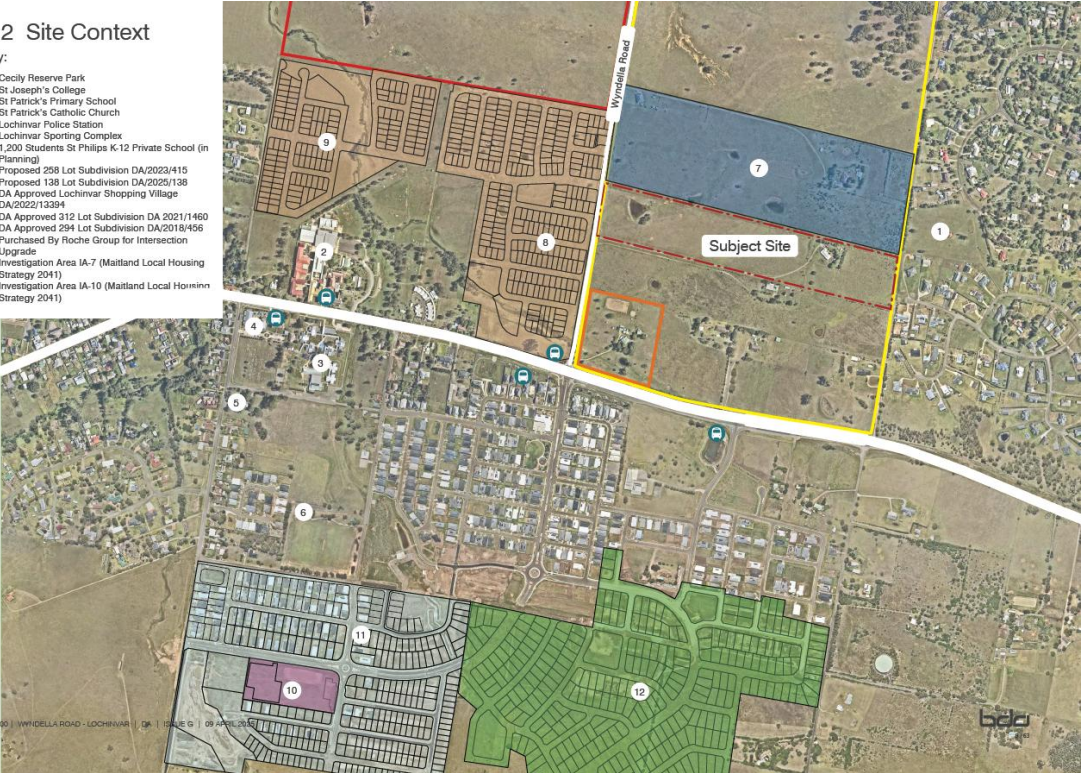 2 Site Context
y:
Cecily Reserve Park
St Joseph's College
St Patrick's Primary School
St Patrick's Catholic Church
Lochinvar Police Station
Lochinvar Sporting Complex
1,200 Students St Philips K-12 Private School (in
Planning)
Proposed 258 Lot Subdivision DA/2023/415
Proposed 138 Lot Subdivision DA/2025/138
DA Approved Lochinvar Shopping Village
DA/2022/13394
DA Approved 312 Lot Subdivision DA 2021/1460
DA Approved 294 Lot Subdivision DA/2018/456
Purchased By Roche Group for Intersection
Upgrade
Investigation Area IA-7 (Maitland Local Housing
Strategy 2041)
Investigation Area IA-10 (Maitland Local Housing
Strategy 2041)
Wyndella Road
9
7
8
1
Subject Site
2
4
3
5
6
11
10
12
00 | WYNDELLA ROAD - LOCHINVAR | DA | ISSUE G | 09 APRIL 2025
bda